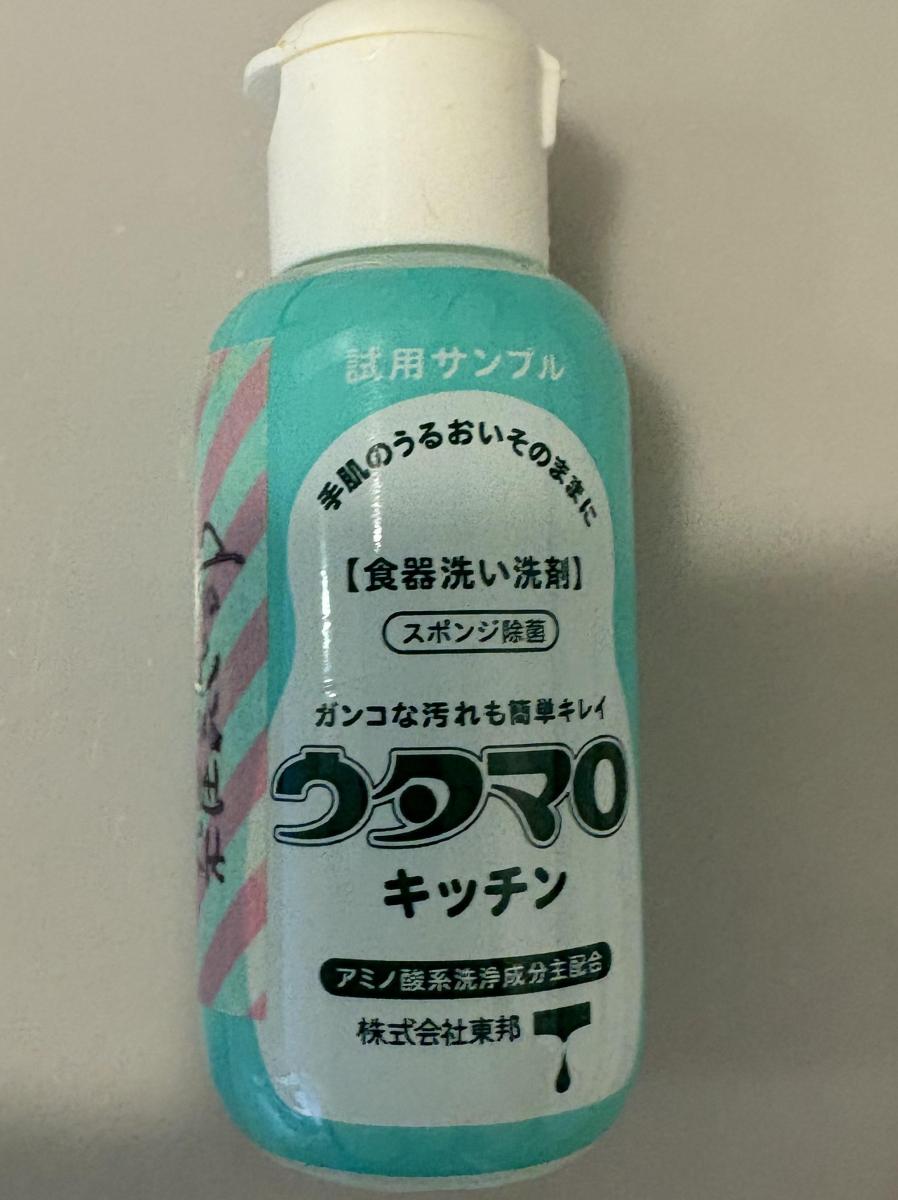 試用サンプル
手肌のうるおいそのままに
【食器洗い洗剤】
スポンジ除菌
ガンコな汚れも簡単キレイ
ウタマロ
キッチン
アミノ酸系洗浄成分主配合
株式会社東邦